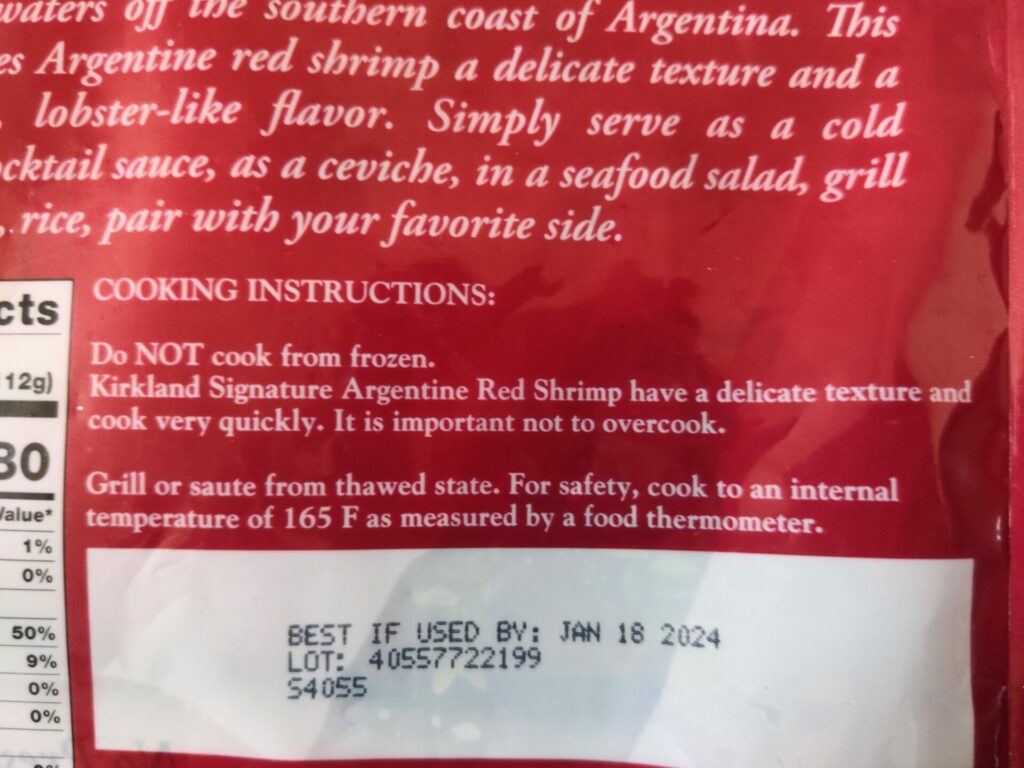 waters off the southern coast of Argentina. This
es Argentine red shrimp a delicate texture and a
, lobster-like flavor. Simply serve as a cold
cktail sauce, as a ceviche, in a seafood salad, grill
, rice, pair with your favorite side.
COOKING INSTRUCTIONS:
Do NOT cook from frozen.
Kirkland Signature Argentine Red Shrimp have a delicate texture and
cook very quickly. It is important not to overcook.
Grill or saute from thawed state. For safety, cook to an internal
temperature of 165 F as measured by a food thermometer.
cts
12g)
80
Value*
1%
0%
50%
9%
0%
0%
BEST IF USED BY: JAN 18 2024
LOT: 40557722199
S4055